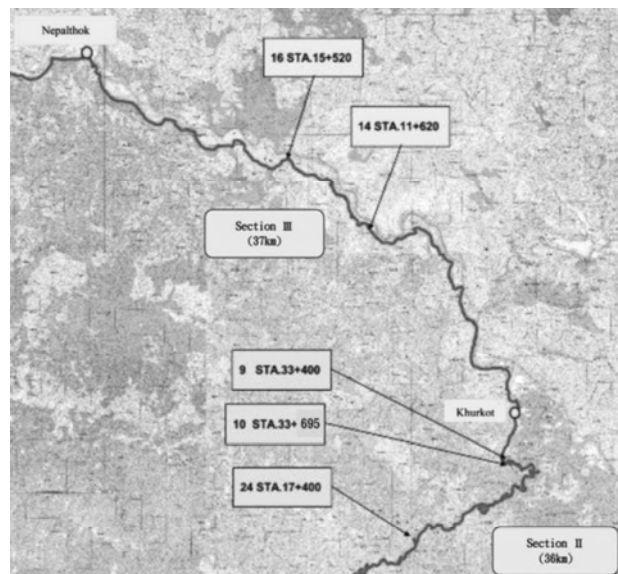 Nepalthok
16 STA.15+520
14 STA.11+620
Section Ⅲ
(37km)
9 STA.33+400
Khurkot
10 STA.33+ 695
24 STA.17+400
Section Ⅱ
(36km)